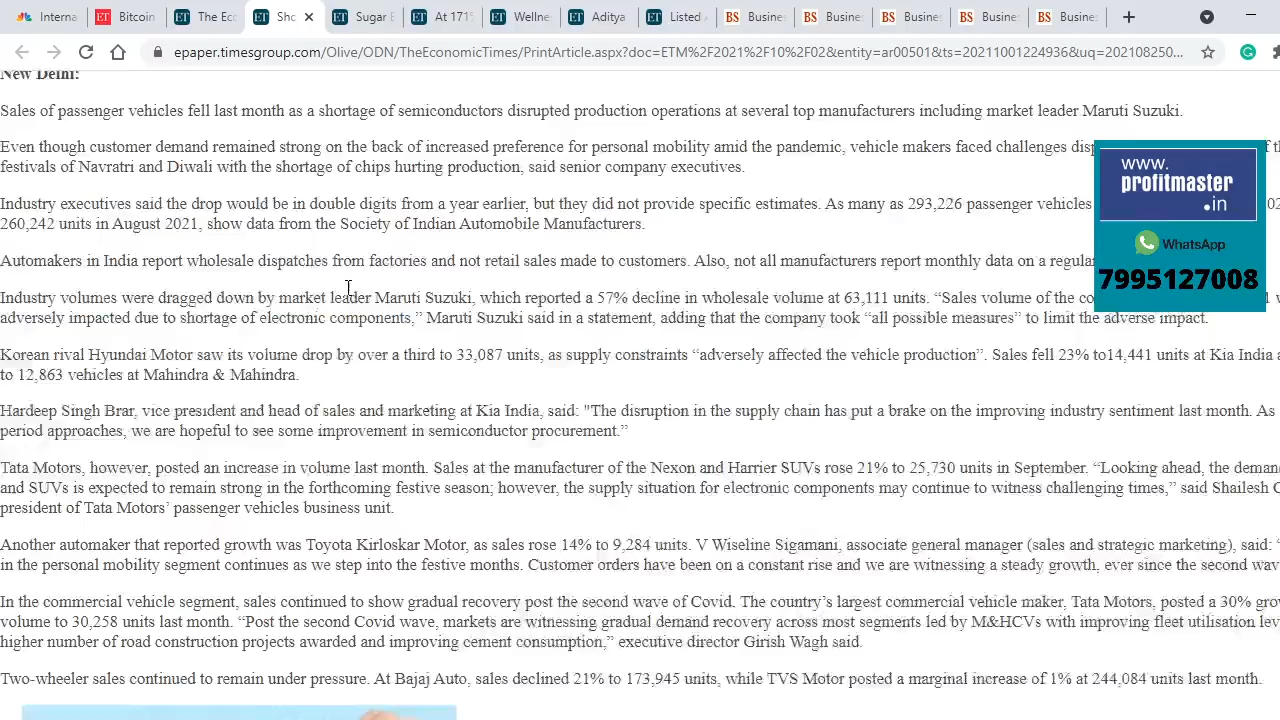 Interna
Bitcoin
The Ec
Sho
Sugar E
At 171
Wellne
Aditya
Listed
Busine
Busine
Busine
Busine
Busine
epaper.timesgroup.com/Olive/ODN/TheEconomicTimes/PrintArticle.aspx?doc=ETM%2F2021%2F10%2F02&entity=ar00501&ts=20211001224936&uq=202108250...
New Delhi:
Sales of passenger vehicles fell last month as a shortage of semiconductors disrupted production operations at several top manufacturers including market leader Maruti Suzuki.
Even though customer demand remained strong on the back of increased preference for personal mobility amid the pandemic, vehicle makers faced challenges
festivals of Navratri and Diwali with the shortage of chips hurting production, said senior company executives.
Industry executives said the drop would be in double digits from a year earlier, but they did not provide specific estimates. As many as 293,226 passenger vehicles
260,242 units in August 2021, show data from the Society of Indian Automobile Manufacturers.
Automakers in India report wholesale dispatches from factories and not retail sales made to customers. Also, not all manufacturers report monthly data on a regula
Industry volumes were dragged down by market leader Maruti Suzuki, which reported a 57% decline in wholesale volume at 63,111 units. “Sales volume of the co
adversely impacted due to shortage of electronic components,” Maruti Suzuki said in a statement, adding that the company took “all possible measures” to limit the adverse impact.
Korean rival Hyundai Motor saw its volume drop by over a third to 33,087 units, as supply constraints “adversely affected the vehicle production”. Sales fell 23% to14,441 units at Kia India a
to 12,863 vehicles at Mahindra & Mahindra.
Hardeep Singh Brar, vice president and head of sales and marketing at Kia India, said: "The disruption in the supply chain has put a brake on the improving industry sentiment last month. As
period approaches, we are hopeful to see some improvement in semiconductor procurement.”
Tata Motors, however, posted an increase in volume last month. Sales at the manufacturer of the Nexon and Harrier SUVs rose 21% to 25,730 units in September. “Looking ahead, the deman
and SUVs is expected to remain strong in the forthcoming festive season; however, the supply situation for electronic components may continue to witness challenging times,” said Shailesh C
president of Tata Motors’ passenger vehicles business unit.
Another automaker that reported growth was Toyota Kirloskar Motor, as sales rose 14% to 9,284 units. V Wiseline Sigamani, associate general manager (sales and strategic marketing), said: “
in the personal mobility segment continues as we step into the festive months. Customer orders have been on a constant rise and we are witnessing a steady growth, ever since the second wav
In the commercial vehicle segment, sales continued to show gradual recovery post the second wave of Covid. The country’s largest commercial vehicle maker, Tata Motors, posted a 30% grow
volume to 30,258 units last month. “Post the second Covid wave, markets are witnessing gradual demand recovery across most segments led by M&HCVs with improving fleet utilisation lev
higher number of road construction projects awarded and improving cement consumption,” executive director Girish Wagh said.
Two-wheeler sales continued to remain under pressure. At Bajaj Auto, sales declined 21% to 173,945 units, while TVS Motor posted a marginal increase of 1% at 244,084 units last month.
www.
profitmaster
.in
WhatsApp
7995127008